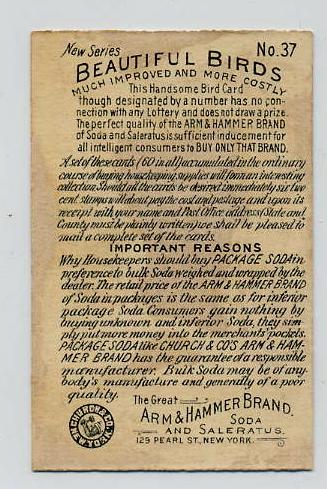 New Series
No. 37
BEAUTIFUL BIRDS
MUCH IMPROVED AND MORE COSTLY
This Handsome Bird Card
though designated by a number has no con-
nection with any Lottery and does not draw a prize.
The perfect quality of the ARM & HAMMER BRAND
of Soda and Saleratus is sufficient inducement for
all intelligent consumers to BUY ONLY THAT BRAND.
A set of these cards (60 in all) accumulated in the ordinary
course of buying housekeeping supplies will form an interesting
collection. Should all the cards be desired immediately six two
cent stamps will about pay the cost and postage and upon its
receipt with your name and Post Office address (State and
County must be plainly written) we shall be pleased to
mail a complete set of the cards.
IMPORTANT REASONS
Why Housekeepers should buy PACKAGE SODA in
preference to bulk Soda weighed and wrapped by the
dealer. The retail price of the ARM & HAMMER BRAND
of Soda in packages is the same as for inferior
package Soda. Consumers gain nothing by
buying unknown and inferior Soda, they sim-
ply put more money into the merchants' pockets.
PACKAGE SODA like CHURCH & CO'S ARM & HAM-
MER BRAND has the guarantee of a responsible
manufacturer. Bulk Soda may be of any
body's manufacture and generally of a poor
quality.
The Great
ARM & HAMMER BRAND.
SODA
AND SALERATUS.
129 PEARL ST., NEW YORK.
CHURCH & CO.
NEW YORK